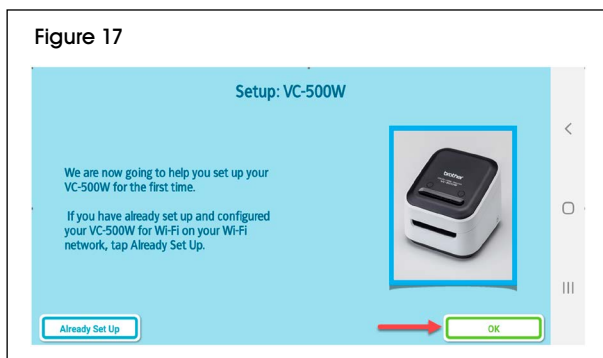 Figure 17
Setup: VC-500W
We are now going to help you set up your
VC-500W for the first time.
If you have already set up and configured
your VC-500W for Wi-Fi on your Wi-Fi
network, tap Already Set Up.
brother
Already Set Up
OK